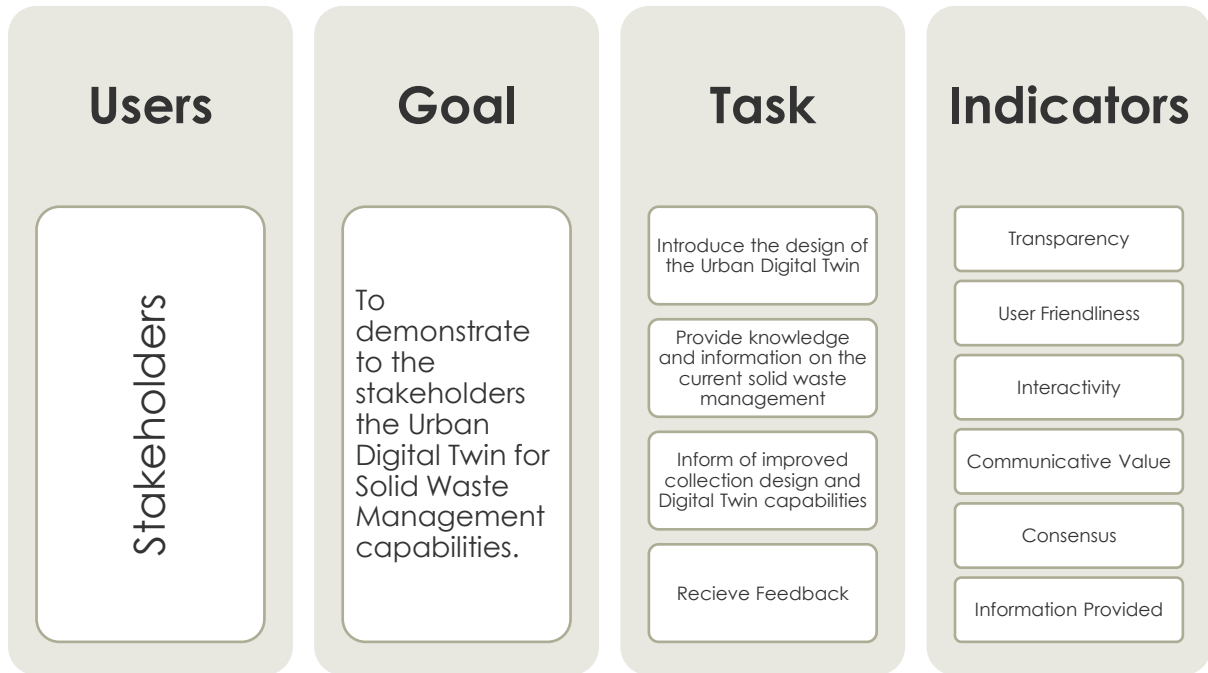 Users
Stakeholders
Goal
To
demonstrate
to the
stakeholders
the Urban
Digital Twin for
Solid Waste
Management
capabilities.
Task
Introduce the design of
the Urban Digital Twin
Provide knowledge
and information on the
current solid waste
management
Inform of improved
collection design and
Digital Twin capabilities
Recieve Feedback
Indicators
Transparency
User Friendliness
Interactivity
Communicative Value
Consensus
Information Provided